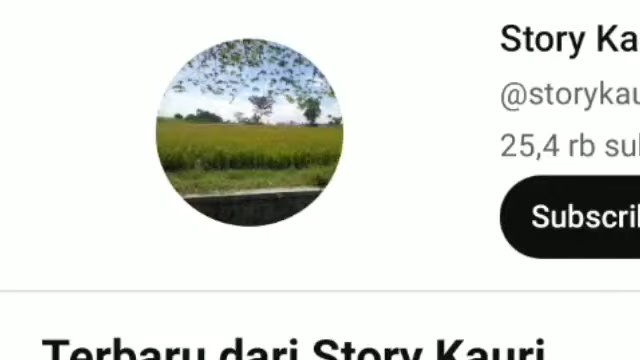 Story Ka
@storykau
25,4 rb su
Subscri
Terbaru dari Story Kauri